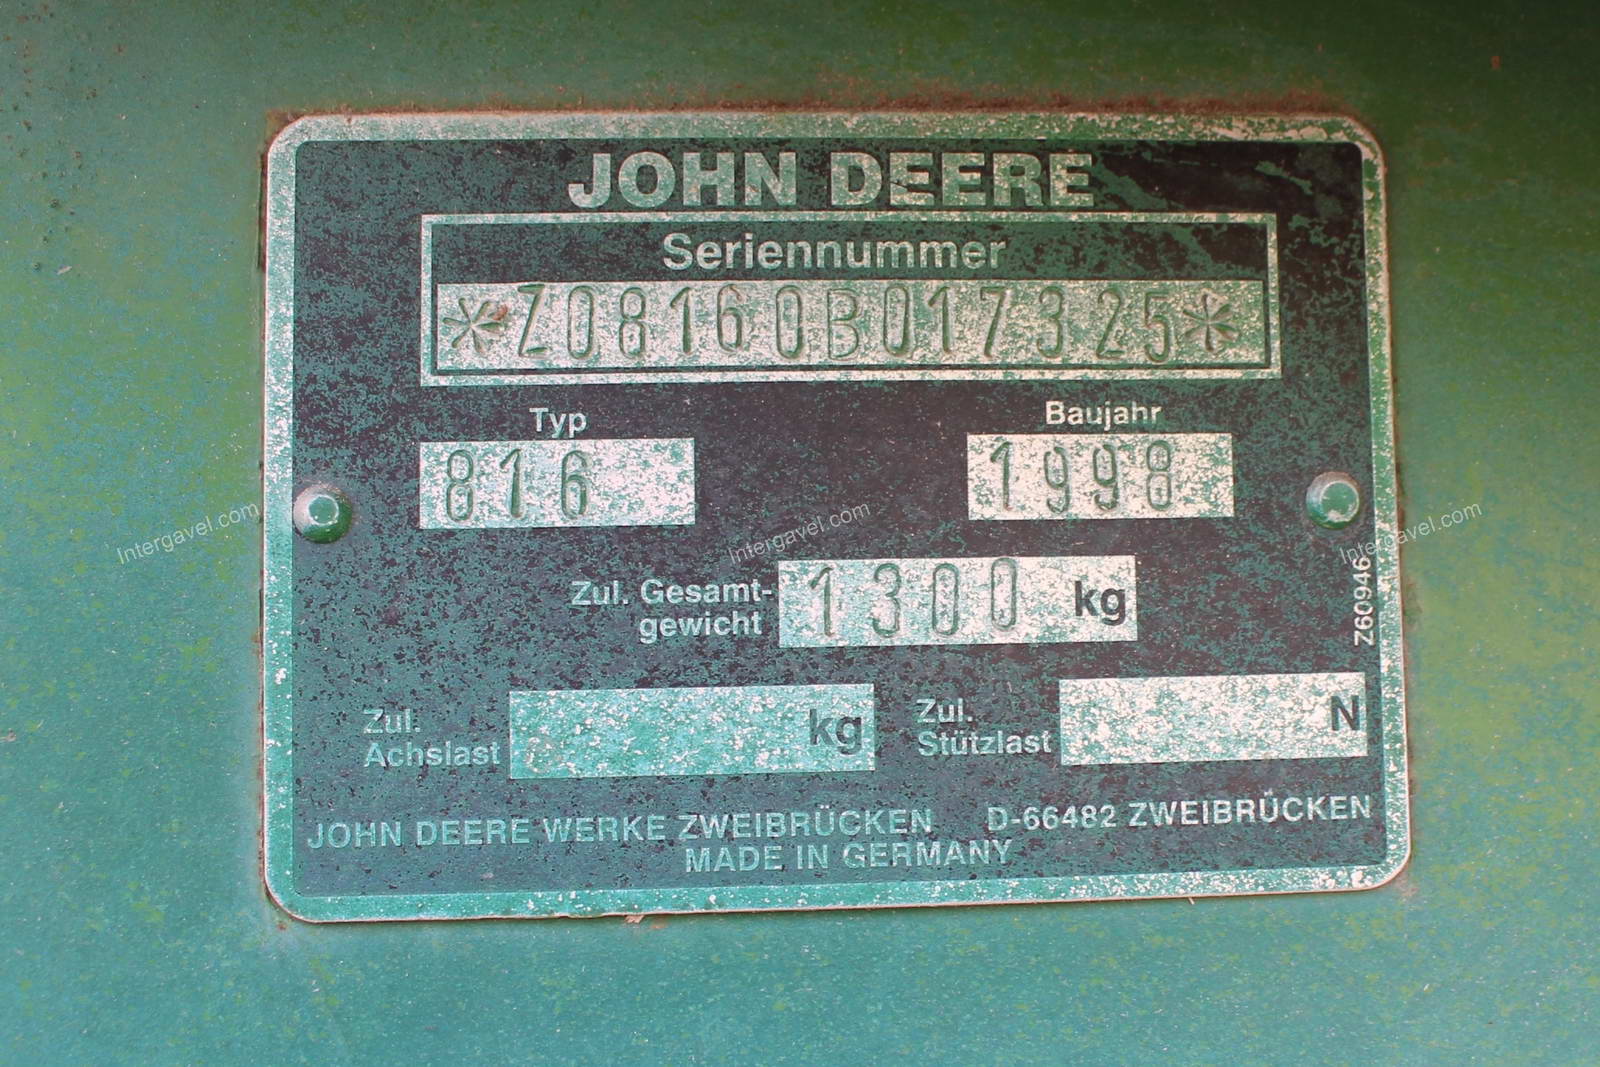 JOHN DEERE
Seriennummer
*Z08160B017325*
Typ
Baujahr
816
1998
Zul. Gesamt-
gewicht
1300 kg
Z60946
Zul.
Achslast
kg
Zul.
Stützlast
N
JOHN DEERE WERKE ZWEIBRÜCKEN D-66482 ZWEIBRÜCKEN
MADE IN GERMANY
Intergavel.com
Intergavel.com
Intergavel.com